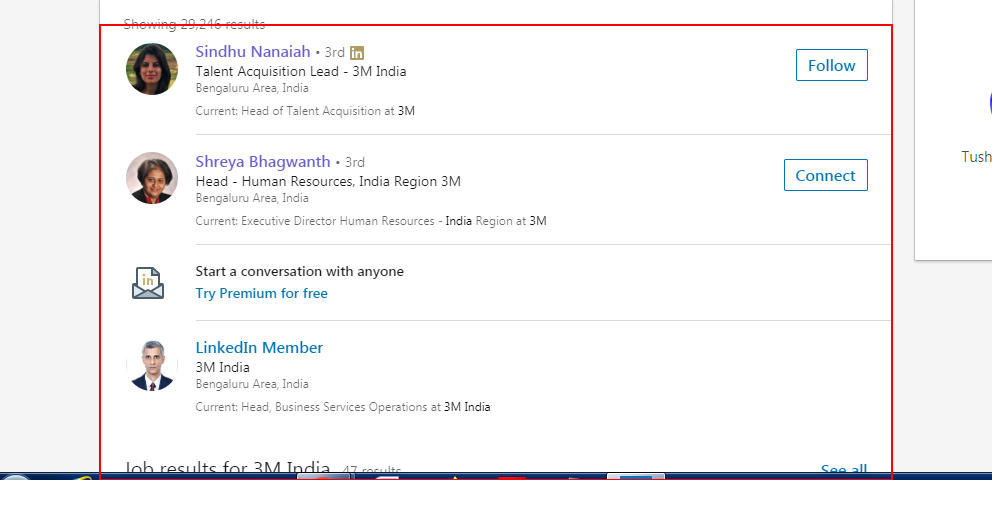 Showing 29,246 results
Sindhu Nanaiah • 3rd in
Talent Acquisition Lead - 3M India
Bengaluru Area, India
Current: Head of Talent Acquisition at 3M
Follow
Shreya Bhagwanth • 3rd
Head - Human Resources, India Region 3M
Bengaluru Area, India
Current: Executive Director Human Resources - India Region at 3M
Connect
in
Start a conversation with anyone
Try Premium for free
LinkedIn Member
3M India
Bengaluru Area, India
Current: Head, Business Services Operations at 3M India
Job results for 3M India 47 results
See all
Tush